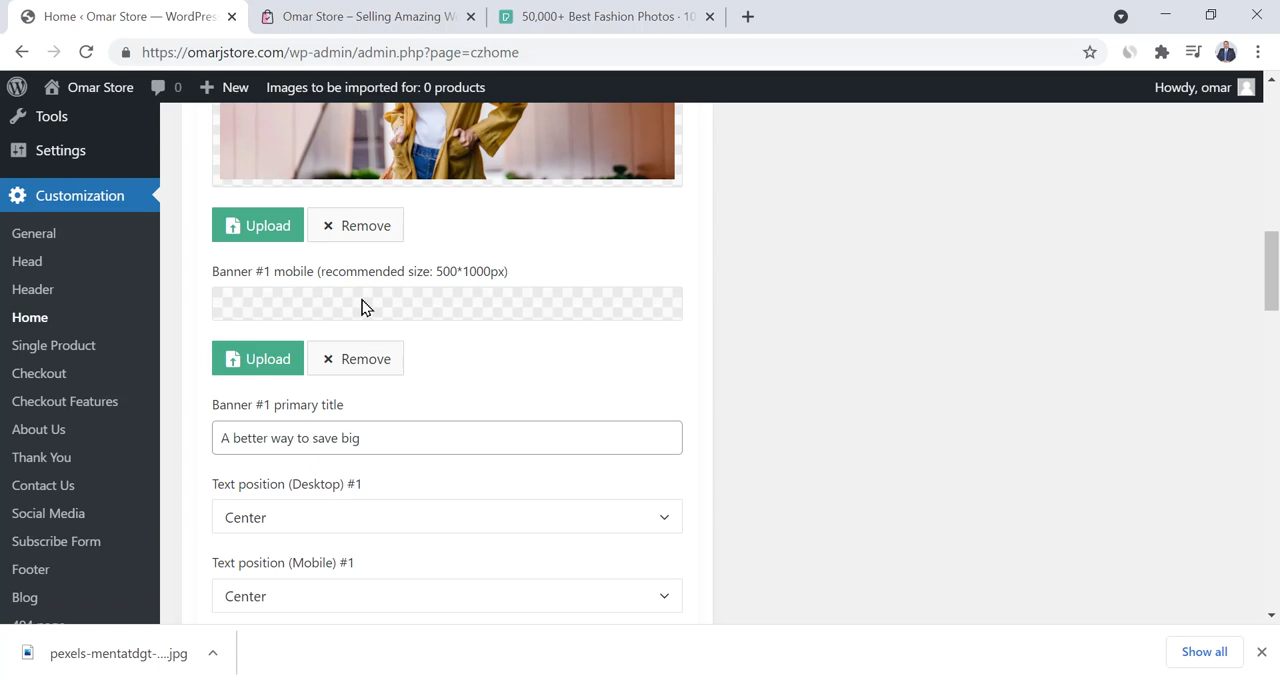 Home ‹ Omar Store — WordPres
Omar Store – Selling Amazing W
50,000+ Best Fashion Photos · 10
https://omarjstore.com/wp-admin/admin.php?page=czhome
Omar Store
0
New
Images to be imported for: 0 products
Howdy, omar
Tools
Settings
Customization
General
Head
Header
Home
Single Product
Checkout
Checkout Features
About Us
Thank You
Contact Us
Social Media
Subscribe Form
Footer
Blog
Upload
Remove
Banner #1 mobile (recommended size: 500*1000px)
Upload
Remove
Banner #1 primary title
A better way to save big
Text position (Desktop) #1
Center
Text position (Mobile) #1
Center
pexels-mentatdgt-....jpg
Show all